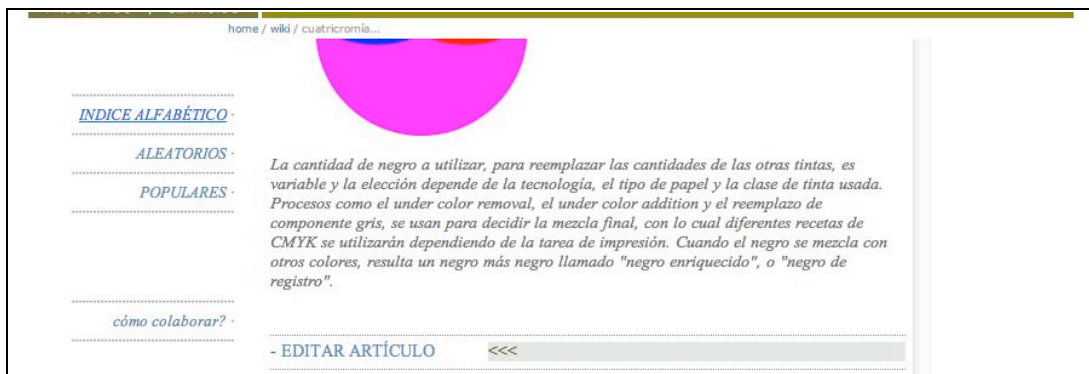 home / wiki / cuatricromía...
INDICE ALFABÉTICO ·
ALEATORIOS ·
POPULARES ·
cómo colaborar? ·
La cantidad de negro a utilizar, para reemplazar las cantidades de las otras tintas, es
variable y la elección depende de la tecnología, el tipo de papel y la clase de tinta usada.
Procesos como el under color removal, el under color addition y el reemplazo de
componente gris, se usan para decidir la mezcla final, con lo cual diferentes recetas de
CMYK se utilizarán dependiendo de la tarea de impresión. Cuando el negro se mezcla con
otros colores, resulta un negro más negro llamado "negro enriquecido", o "negro de
registro".
- EDITAR ARTÍCULO <<<